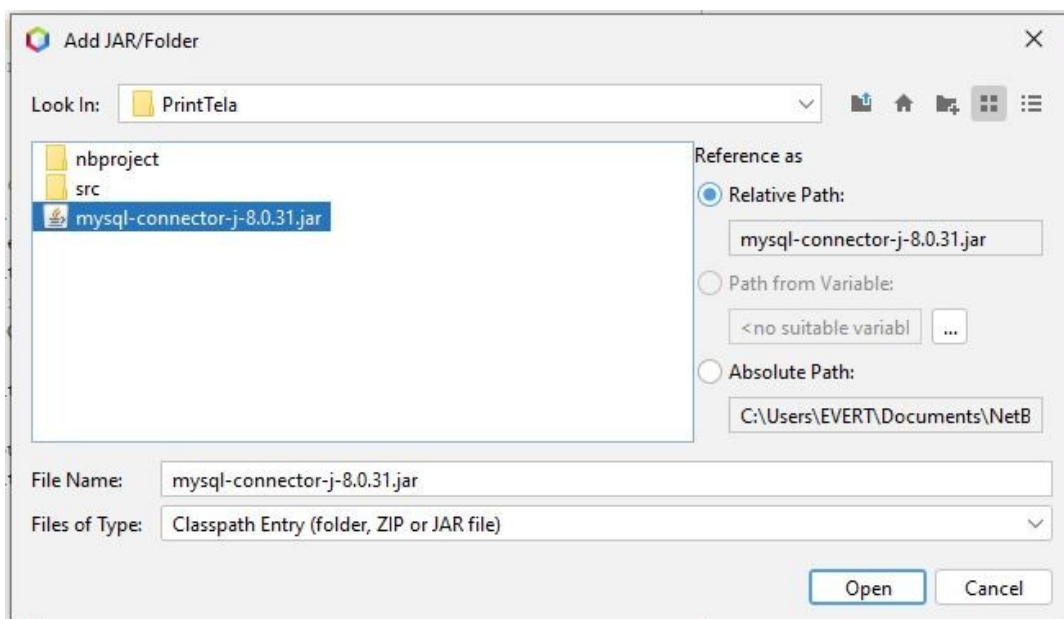 Add JAR/Folder
Look In: PrintTela
nbproject
src
mysql-connector-j-8.0.31.jar
Reference as
Relative Path:
mysql-connector-j-8.0.31.jar
Path from Variable:
<no suitable variabl ...
Absolute Path:
C:\Users\EVERT\Documents\NetB
File Name: mysql-connector-j-8.0.31.jar
Files of Type: Classpath Entry (folder, ZIP or JAR file)
Open Cancel